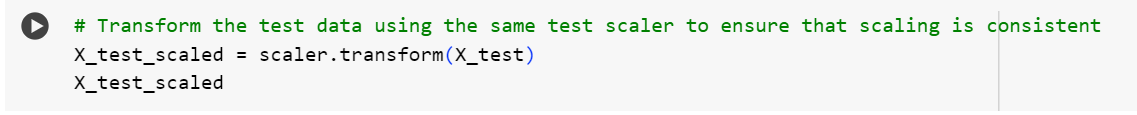 # Transform the test data using the same test scaler to ensure that scaling is consistent
X_test_scaled = scaler.transform(X_test)
X_test_scaled